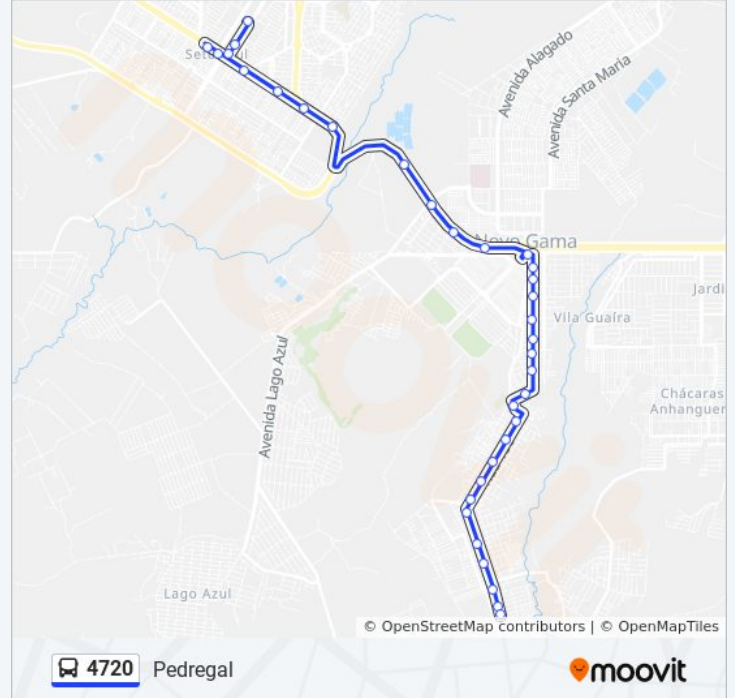 Avenida Alagado
Avenida Santa Maria
Novo Gama
Jardi
Vila Guaíra
Avenida Lago Azul
Chácaras
Anhanguer
Lago Azul
© OpenStreetMap contributors | © OpenMapTiles
4720 Pedregal
moovit